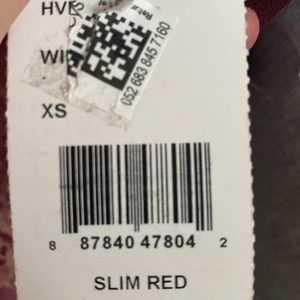 HVE
WI
052 683 845 7160
XS
8 87840 47804 2
SLIM RED